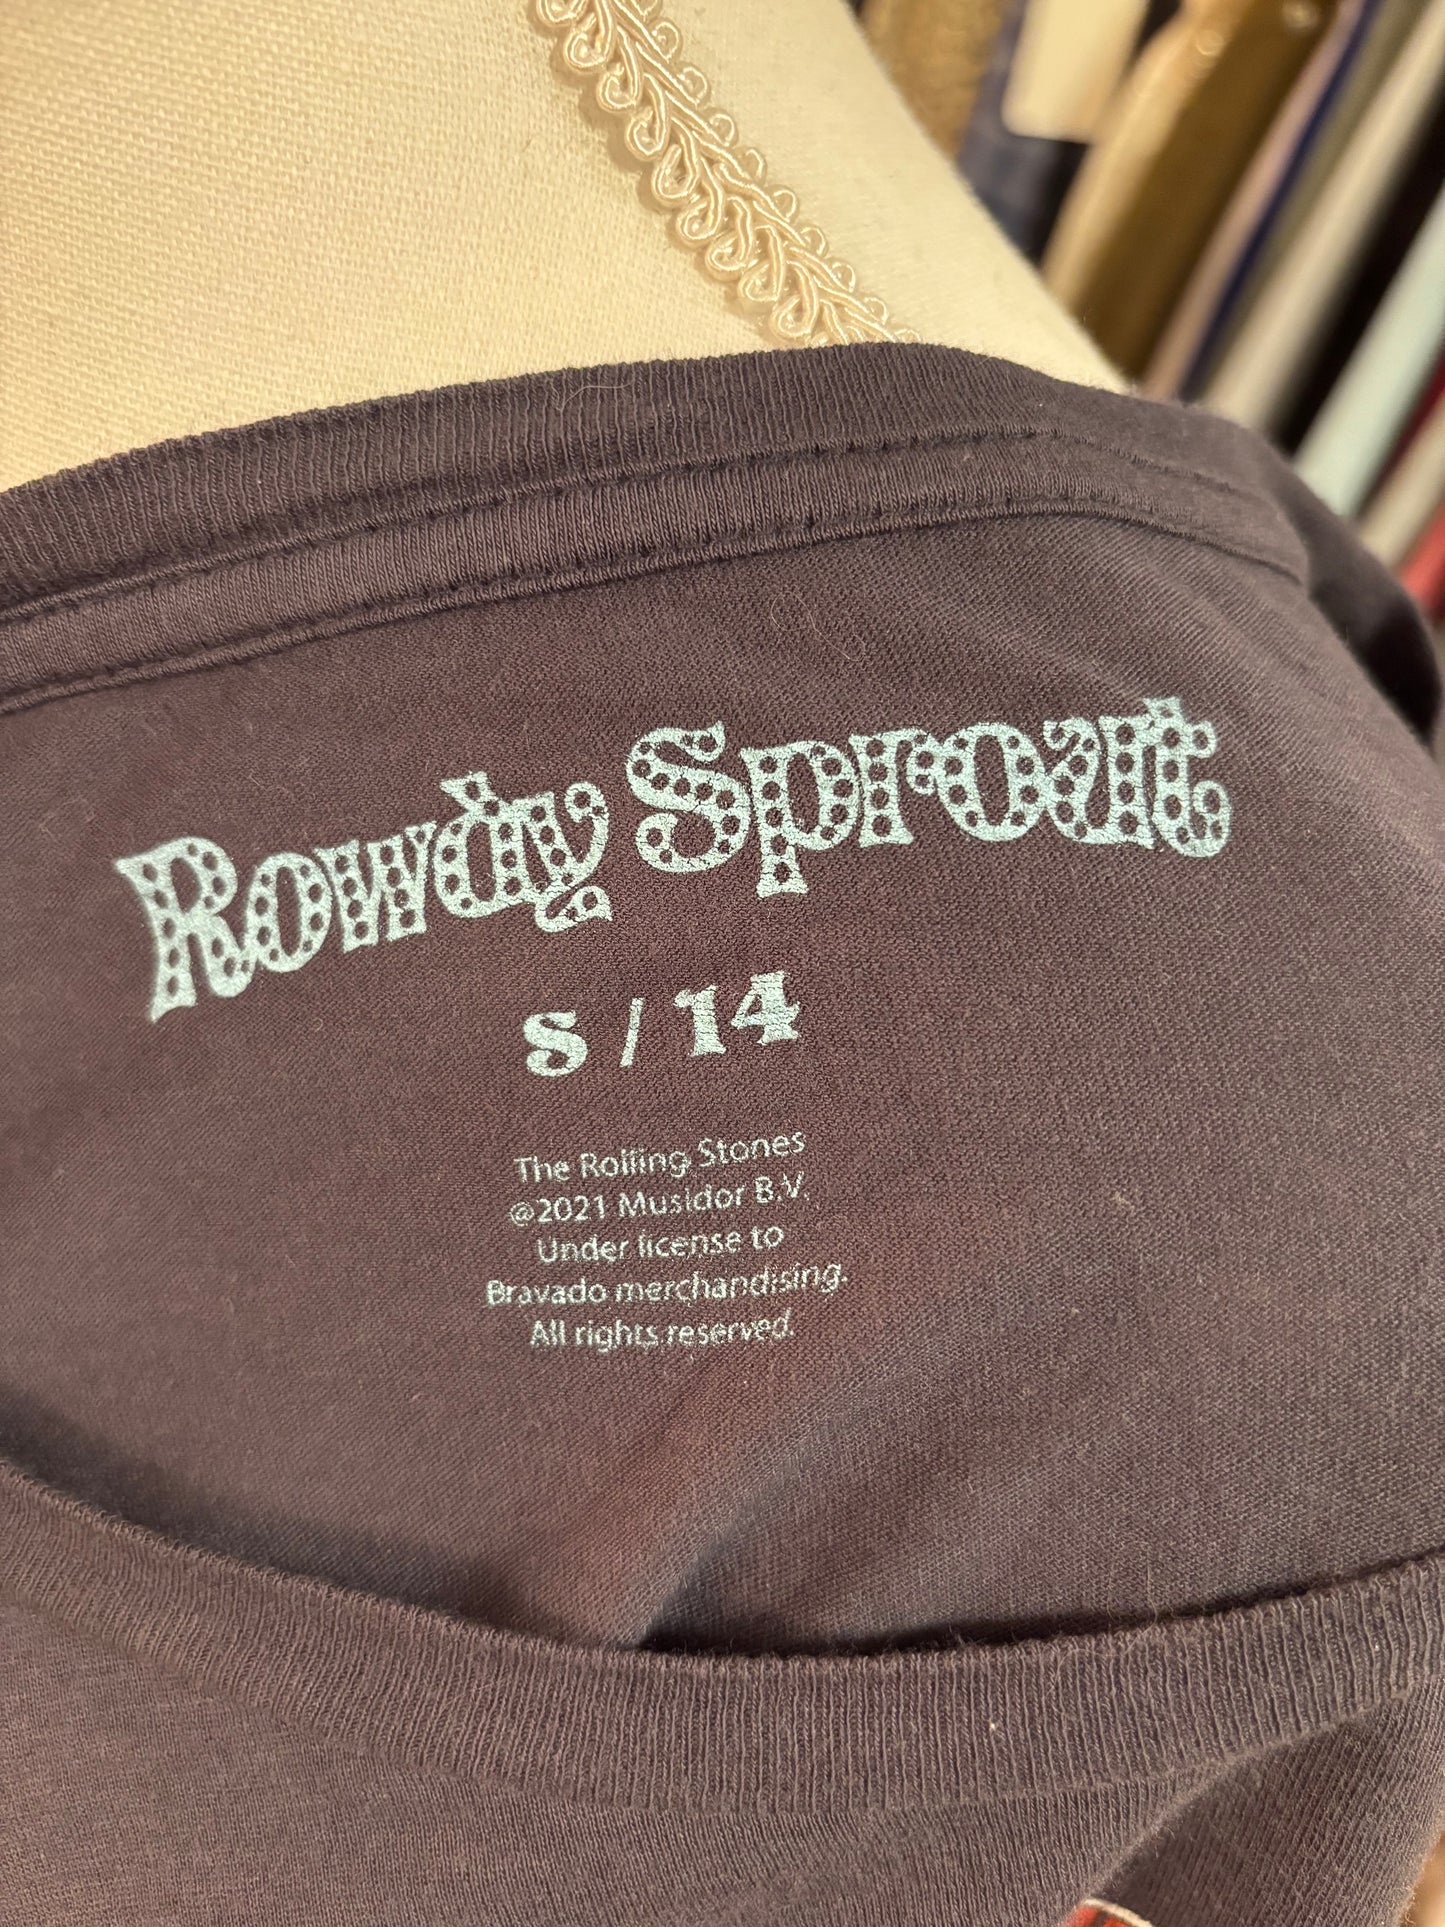 Rowdy Sprout
S / 14
The Rolling Stones
©2021 Musidor B.V.
Under license to
Bravado merchandising.
All rights reserved.